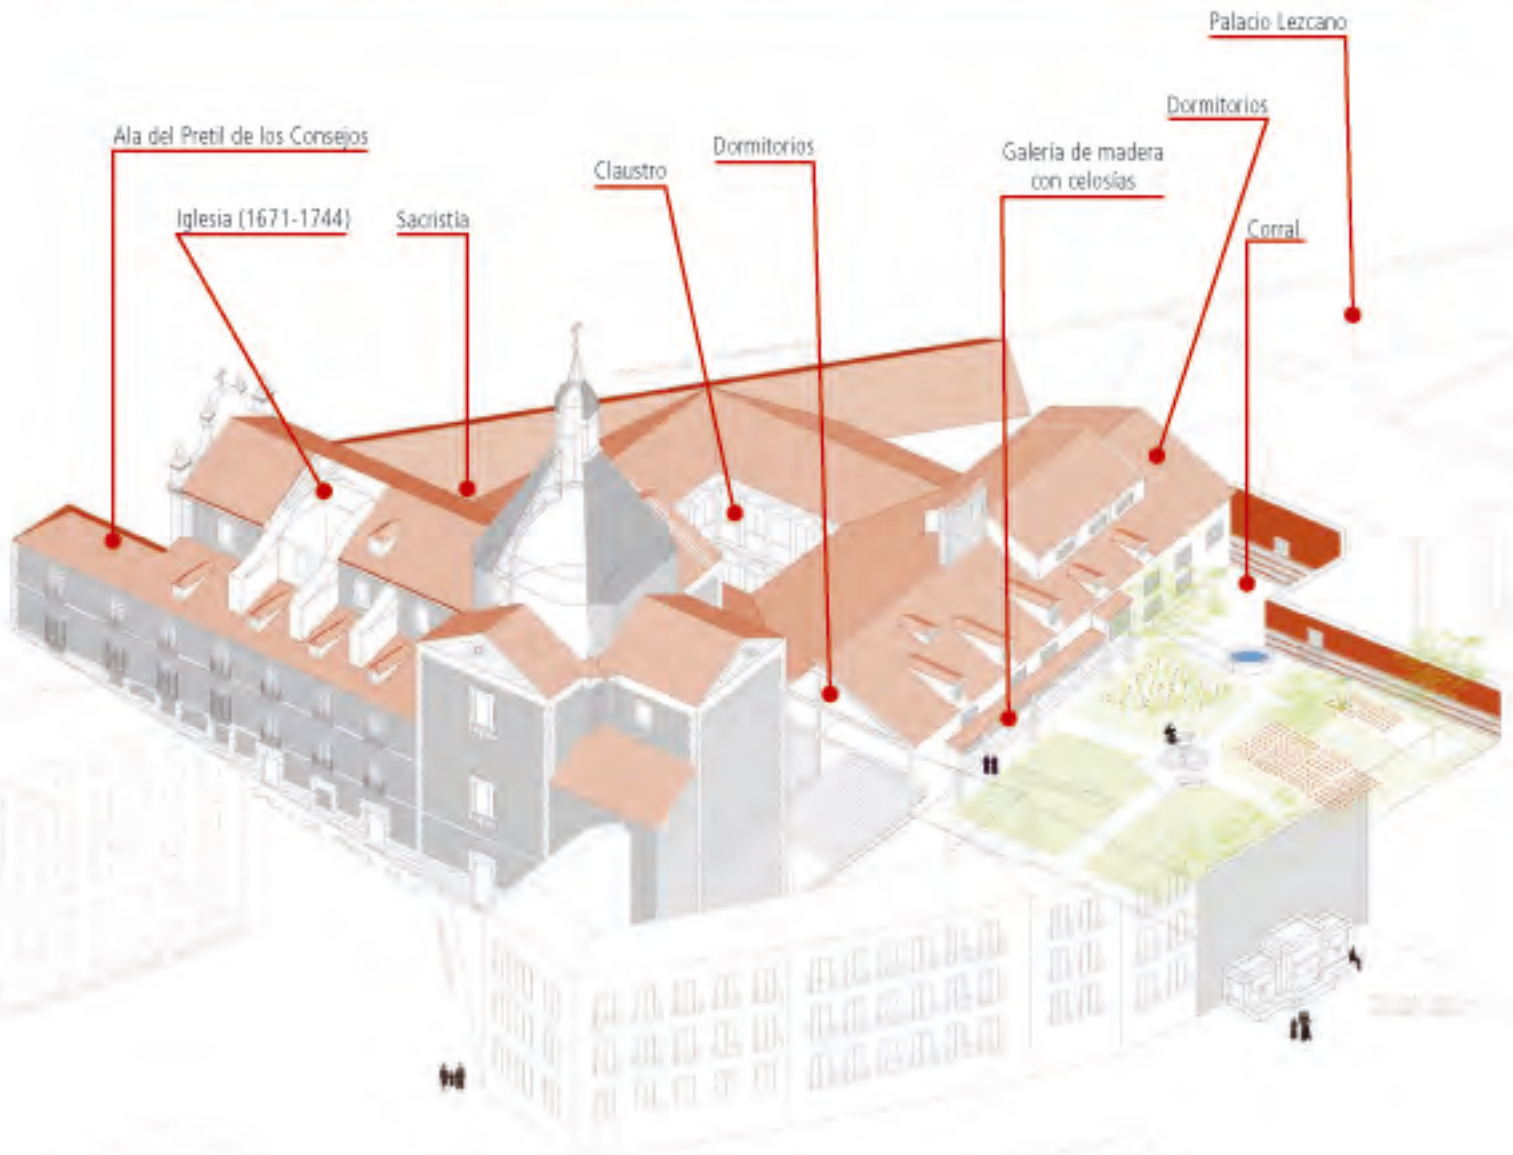 Palacio Lezcano
Dormitorios
Ala del Pretil de los Consejos
Dormitorios
Galería de madera
con celosías
Claustro
Iglesia (1671-1744)
Sacristía
Corral